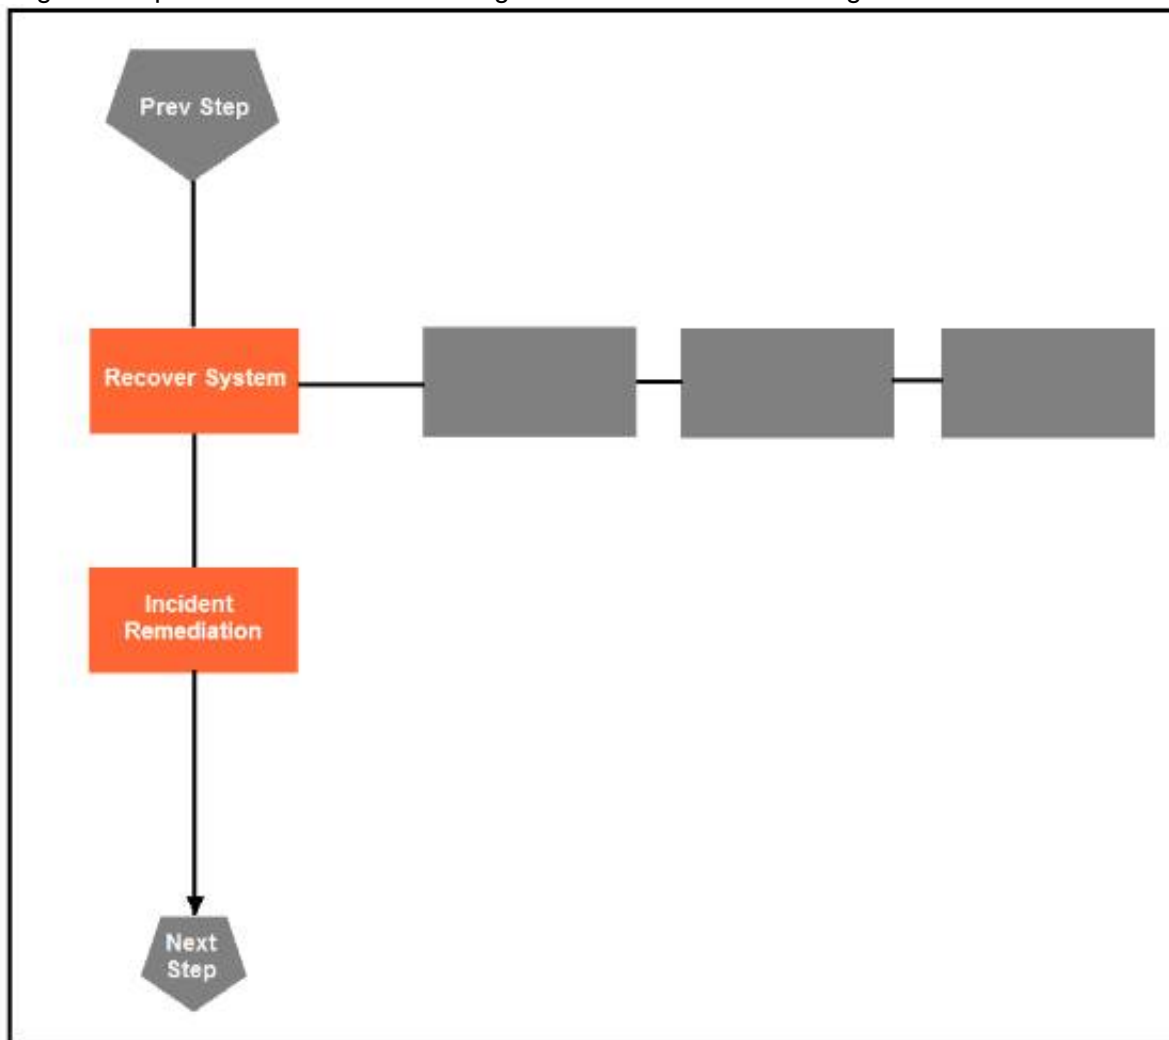 Prev Step
Recover System
Incident
Remediation
Next
Step